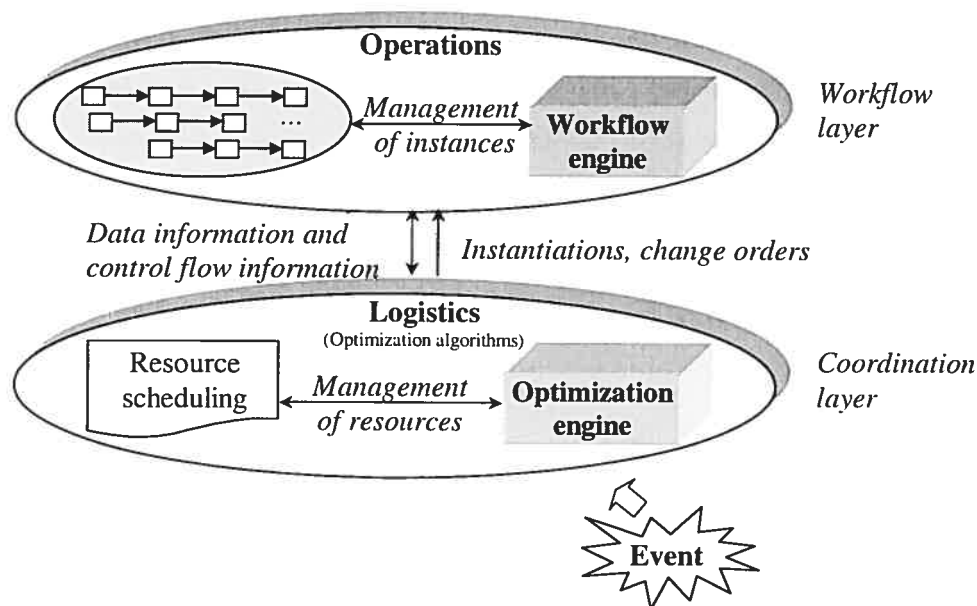 Operations
Management
of instances
...
Workflow
engine
Workflow
layer
Data information and
control flow information
Instantiations, change orders
Logistics
(Optimization algorithms)
Resource
scheduling
Management
of resources
Optimization
engine
Coordination
layer
Event